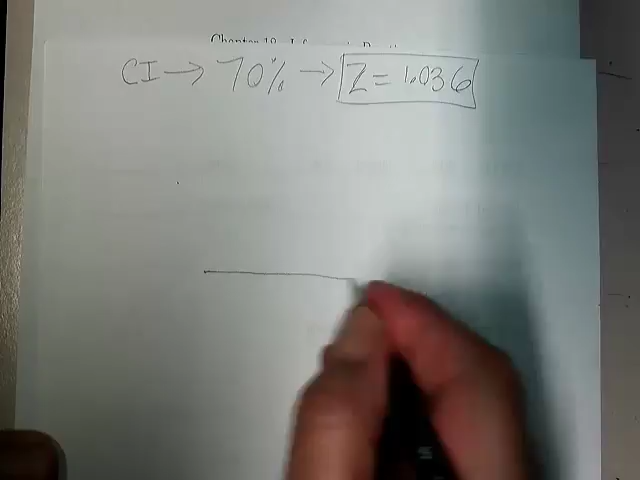 CI → 70% → Z = 1.036